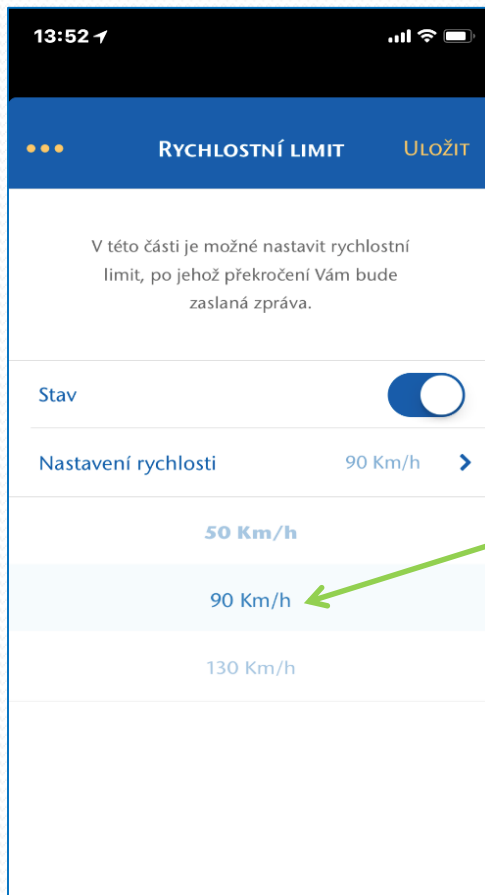 13:52
••• Rychlostní limit Uložit
V této části je možné nastavit rychlostní
limit, po jehož překročení Vám bude
zaslaná zpráva.
Stav
Nastavení rychlosti 90 Km/h
50 Km/h
90 Km/h
130 Km/h